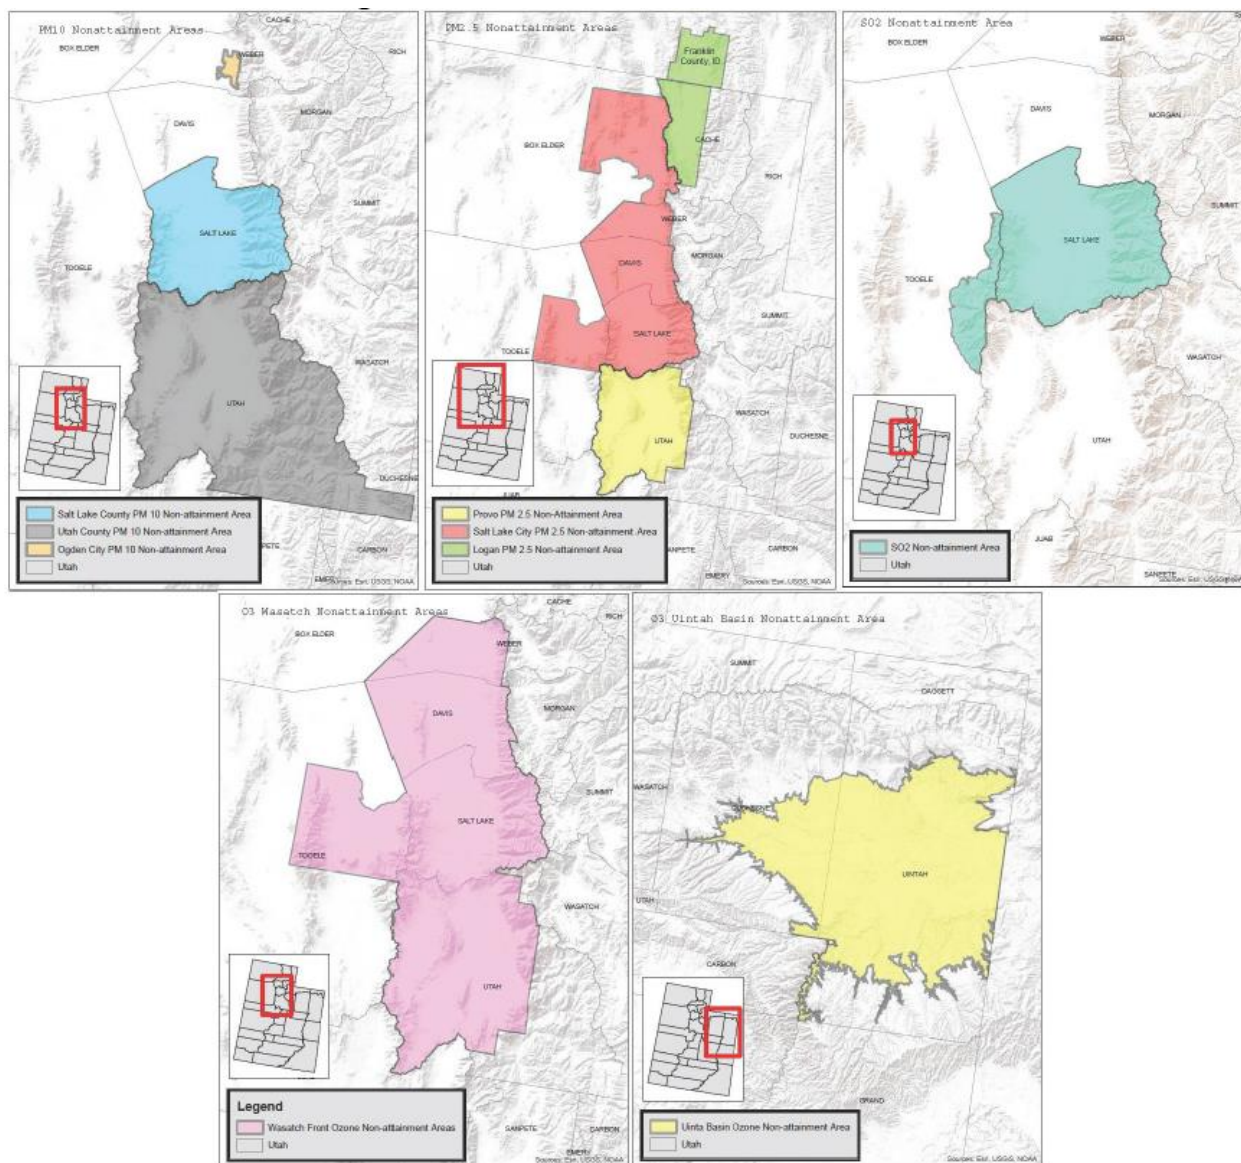 PM10 Nonattainment Areas
CACHE
BOX ELDER
WEBER
RICH
MORGAN
DAVIS
SUMMIT
SALT LAKE
TOOELE
WASATCH
UTAH
DUCHESNE
Salt Lake County PM 10 Non-attainment Area
Utah County PM 10 Non-attainment Area
Ogden City PM 10 Non-attainment Area
Utah
CARBON
Sources: Esri, USGS, NOAA
PM2.5 Nonattainment Areas
Franklin
County, ID
CACHE
BOX ELDER
RICH
WEBER
MORGAN
DAVIS
SUMMIT
SALT LAKE
TOOELE
WASATCH
UTAH
DUCHESNE
JUAB
Provo PM 2.5 Non-Attainment Area
Salt Lake City PM 2.5 Non-Attainment Area
Logan PM 2.5 Non-Attainment Area
Utah
SANPETE
CARBON
EMERY
Sources: Esri, USGS, NOAA
SO2 Nonattainment Area
BOX ELDER
WEBER
DAVIS
MORGAN
SUMMIT
SALT LAKE
TOOELE
WASATCH
UTAH
JUAB
CARBON
SO2 Non-attainment Area
Utah
SANPETE
O3 Wasatch Nonattainment Areas
CACHE
RICH
BOX ELDER
WEBER
DAVIS
MORGAN
SUMMIT
SALT LAKE
TOOELE
WASATCH
UTAH
Legend
Wasatch Front Ozone Non-attainment Areas
Utah
SANPETE
CARBON
EMERY
Sources: Esri, USGS, NOAA
O3 Uintah Basin Nonattainment Area
SUMMIT
DAGGETT
WASATCH
DUCHESNE
UINTAH
UTAH
CARBON
GRAND
Uinta Basin Ozone Non-attainment Area
Utah
Sources: Esri, USGS, NOAA